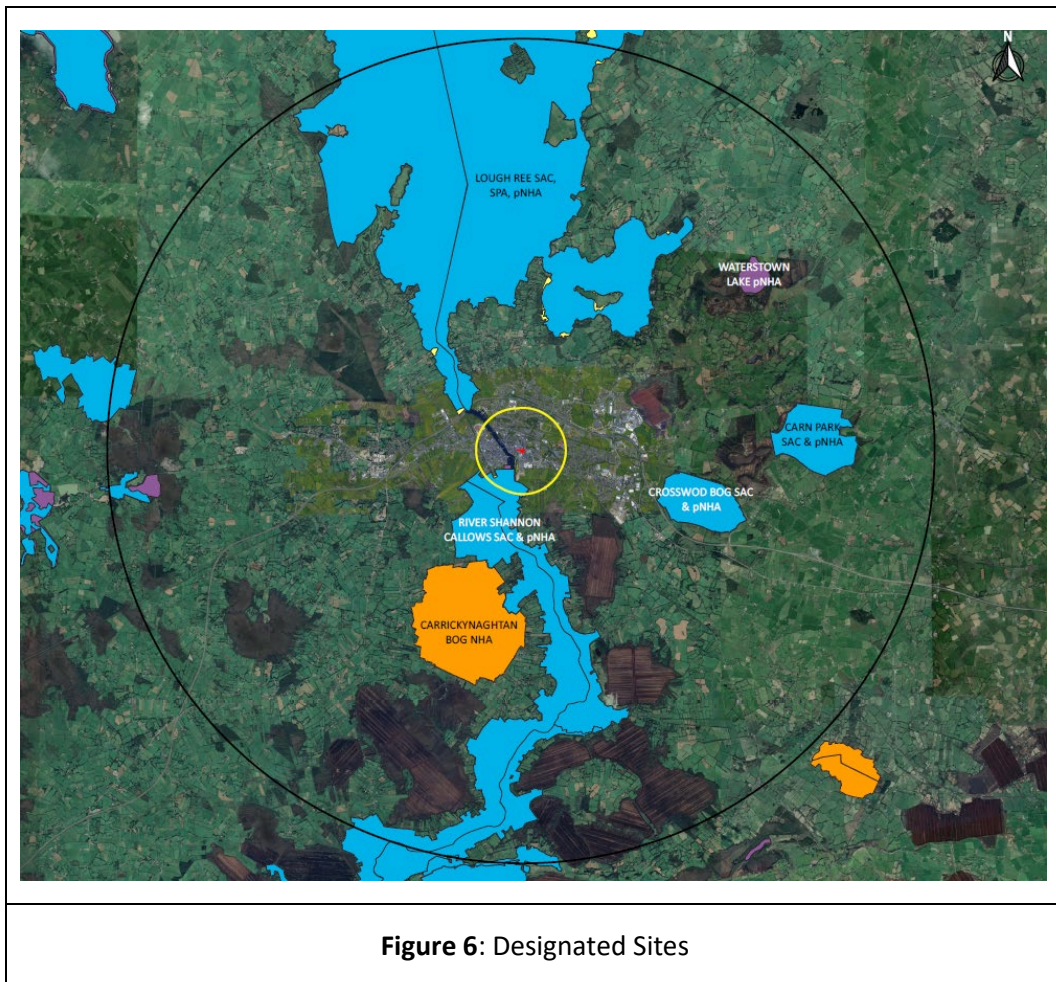 N
LOUGH REE SAC,
SPA, pNHA
WATERSTOWN
LAKE pNHA
CARN PARK
SAC & pNHA
CROSSWOD BOG SAC
& pNHA
RIVER SHANNON
CALLOWS SAC & pNHA
CARRICKYNAGHTAN
BOG NHA
Figure 6: Designated Sites